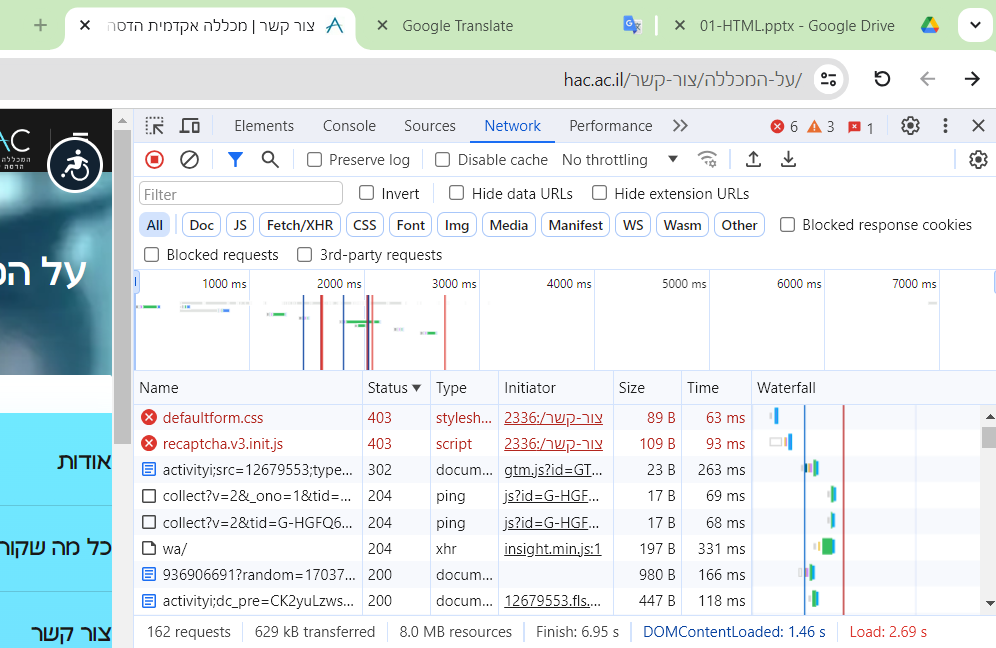 צור קשר | מכללה אקדמית הדסה
Google Translate
01-HTML.pptx - Google Drive
hac.ac.il/על-המכללה/צור-קשר/
המכללה
הדסה
אודות
צור קשר
Elements Console Sources Network Performance 6 3 1
Preserve log Disable cache No throttling
Filter Invert Hide data URLs Hide extension URLs
All Doc JS Fetch/XHR CSS Font Img Media Manifest WS Wasm Other Blocked response cookies
Blocked requests 3rd-party requests
1000 ms 2000 ms 3000 ms 4000 ms 5000 ms 6000 ms 7000 ms
Name Status Type Initiator Size Time Waterfall
defaultform.css 403 stylesh... צור-קשר/:2336 89 B 63 ms
recaptcha.v3.init.js 403 script צור-קשר/:2336 109 B 93 ms
activityi;src=12679553;type... 302 docum... gtm.js?id=GT... 23 B 263 ms
collect?v=2&_ono=1&tid=... 204 ping js?id=G-HGF... 17 B 69 ms
collect?v=2&tid=G-HGFQ6... 204 ping js?id=G-HGF... 17 B 68 ms
wa/ 204 xhr insight.min.js:1 197 B 331 ms
936906691?random=17037... 200 docum... 980 B 166 ms
activityi;dc_pre=CK2yuLzws... 200 docum... 12679553.fls.... 447 B 118 ms
162 requests 629 kB transferred 8.0 MB resources Finish: 6.95 s DOMContentLoaded: 1.46 s Load: 2.69 s